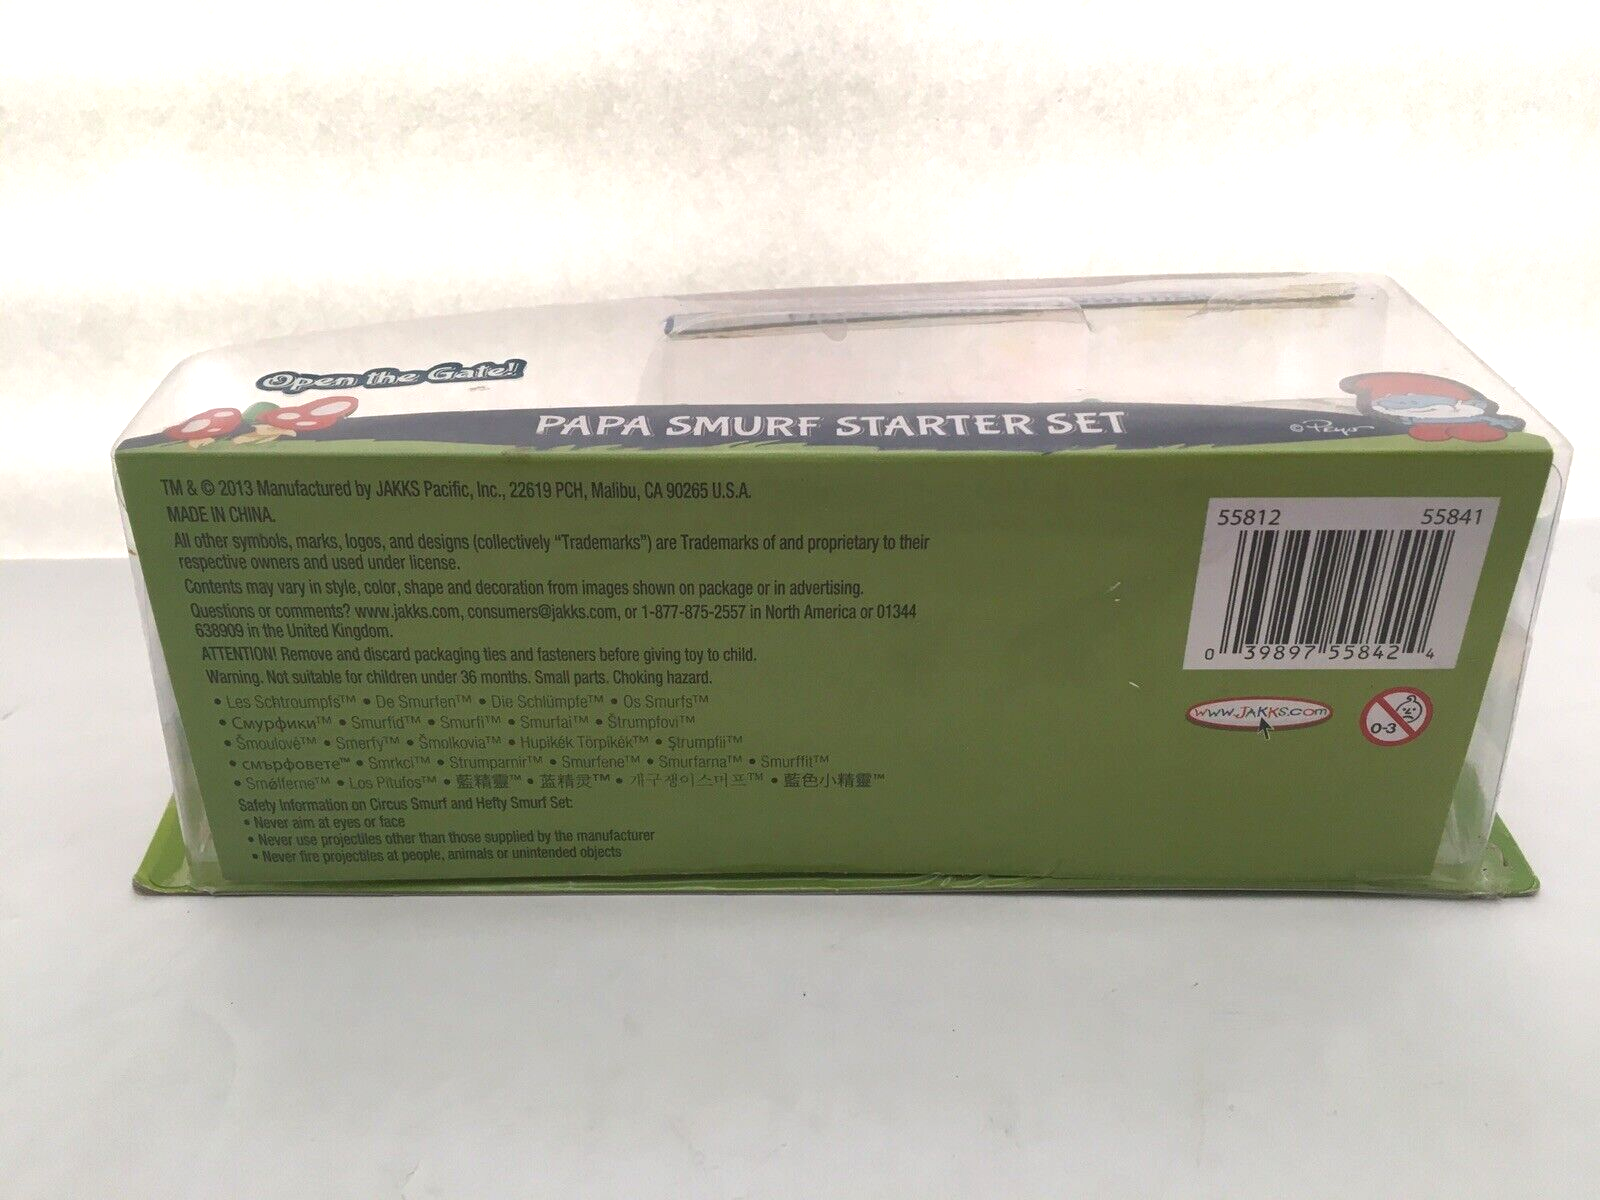 Open the Gate!
PAPA SMURF STARTER SET
© Peyo
TM & © 2013 Manufactured by JAKKS Pacific, Inc., 22619 PCH, Malibu, CA 90265 U.S.A.
MADE IN CHINA.
All other symbols, marks, logos, and designs (collectively “Trademarks”) are Trademarks of and proprietary to their
respective owners and used under license.
Contents may vary in style, color, shape and decoration from images shown on package or in advertising.
Questions or comments? www.jakks.com, consumers@jakks.com, or 1-877-875-2557 in North America or 01344
638909 in the United Kingdom.
ATTENTION! Remove and discard packaging ties and fasteners before giving toy to child.
Warning. Not suitable for children under 36 months. Small parts. Choking hazard.
• Les Schtroumpfs™ • De Smurfen™ • Die Schlümpfe™ • Os Smurfs™
• Смурфики™ • Smurfid™ • Smurfi™ • Smurfai™ • Štrumpfovi™
• Šmoulové™ • Smerfy™ • Šmolkovia™ • Hupikék Törpikék™ • Ştrumpfii™
• смърфовете™ • Smrkci™ • Strumparnir™ • Smurfene™ • Smurfarna™ • Smurffit™
• Smølferne™ • Los Pitufos™ • 藍精靈™ • 蓝精灵™ • 개구쟁이스머프™ • 藍色小精靈™
Safety Information on Circus Smurf and Hefty Smurf Set:
• Never aim at eyes or face
• Never use projectiles other than those supplied by the manufacturer
• Never fire projectiles at people, animals or unintended objects
55812 55841
0 39897 55842 4
www.JAKKS.com
0-3